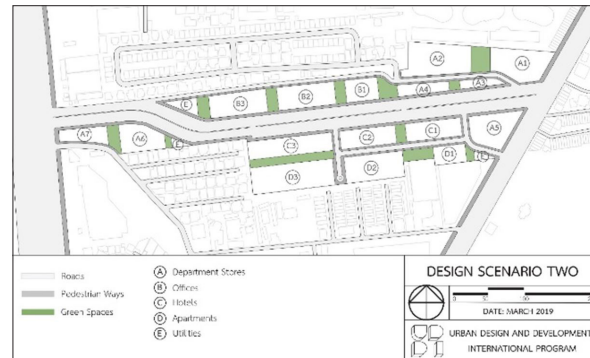 A2
A1
A3
A4
B1
B2
B3
E
A7
A6
E
C3
C2
C1
A5
D3
D2
D1
E
Roads
Pedestrian Ways
Green Spaces
A Department Stores
B Offices
C Hotels
D Apartments
E Utilities
DESIGN SCENARIO TWO
0 50 100
DATE: MARCH 2019
URBAN DESIGN AND DEVELOPMENT
INTERNATIONAL PROGRAM